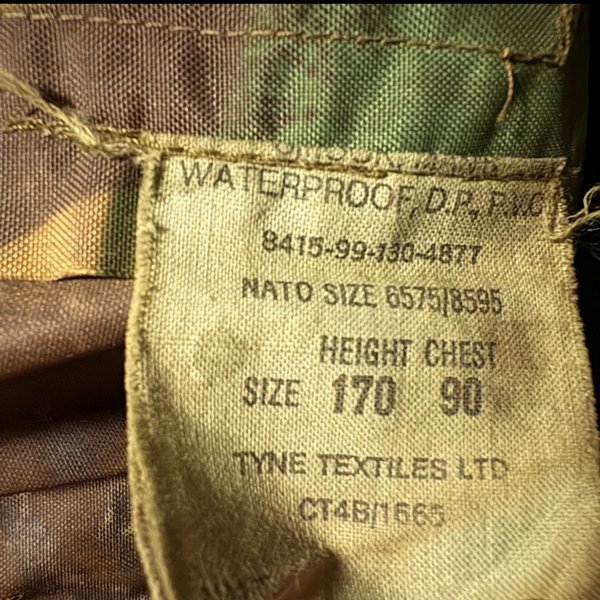 WATERPROOF, D.P., P.V.C
8415-99-130-4877
NATO SIZE 6575/8595
HEIGHT CHEST
SIZE 170 90
TYNE TEXTILES LTD
CT4B/1665